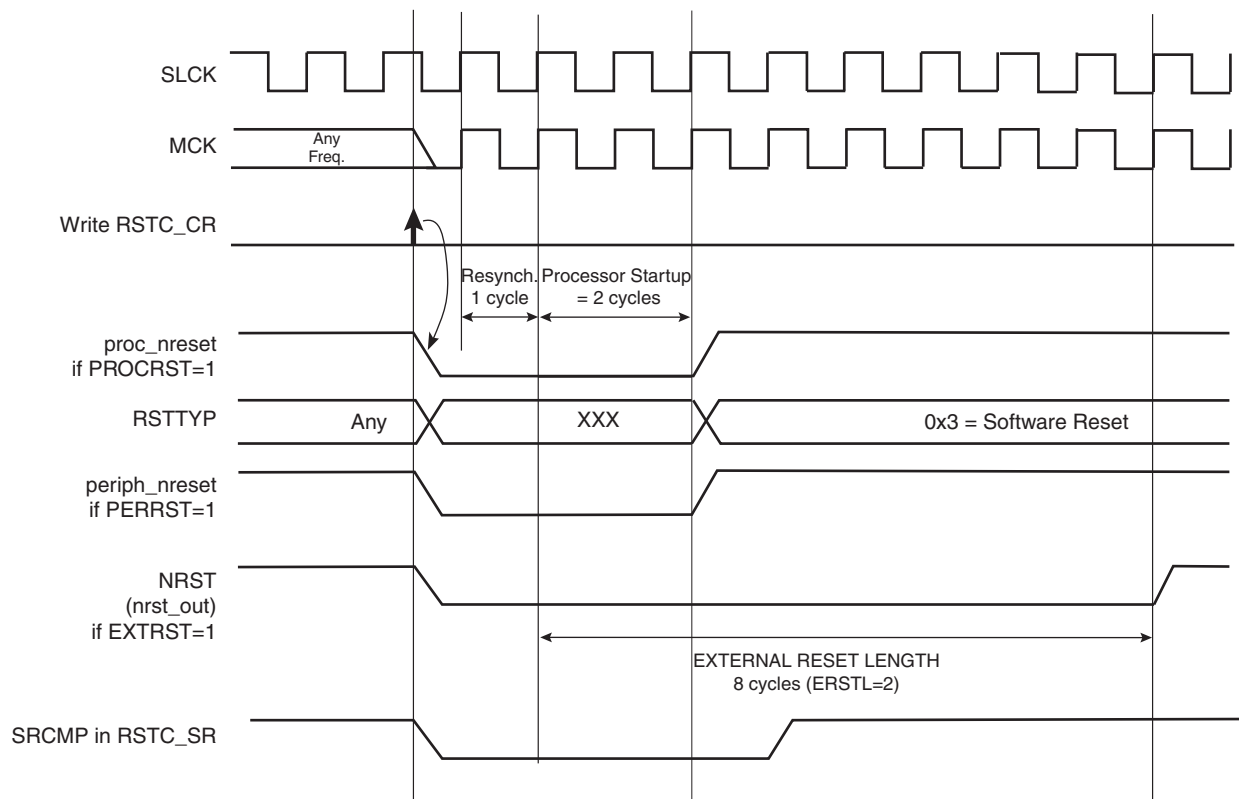 SLCK
MCK
Any
Freq.
Write RSTC_CR
Resynch.
1 cycle
Processor Startup
= 2 cycles
proc_nreset
if PROCRST=1
RSTTYP
Any
XXX
0x3 = Software Reset
periph_nreset
if PERRST=1
NRST
(nrst_out)
if EXTRST=1
EXTERNAL RESET LENGTH
8 cycles (ERSTL=2)
SRCMP in RSTC_SR